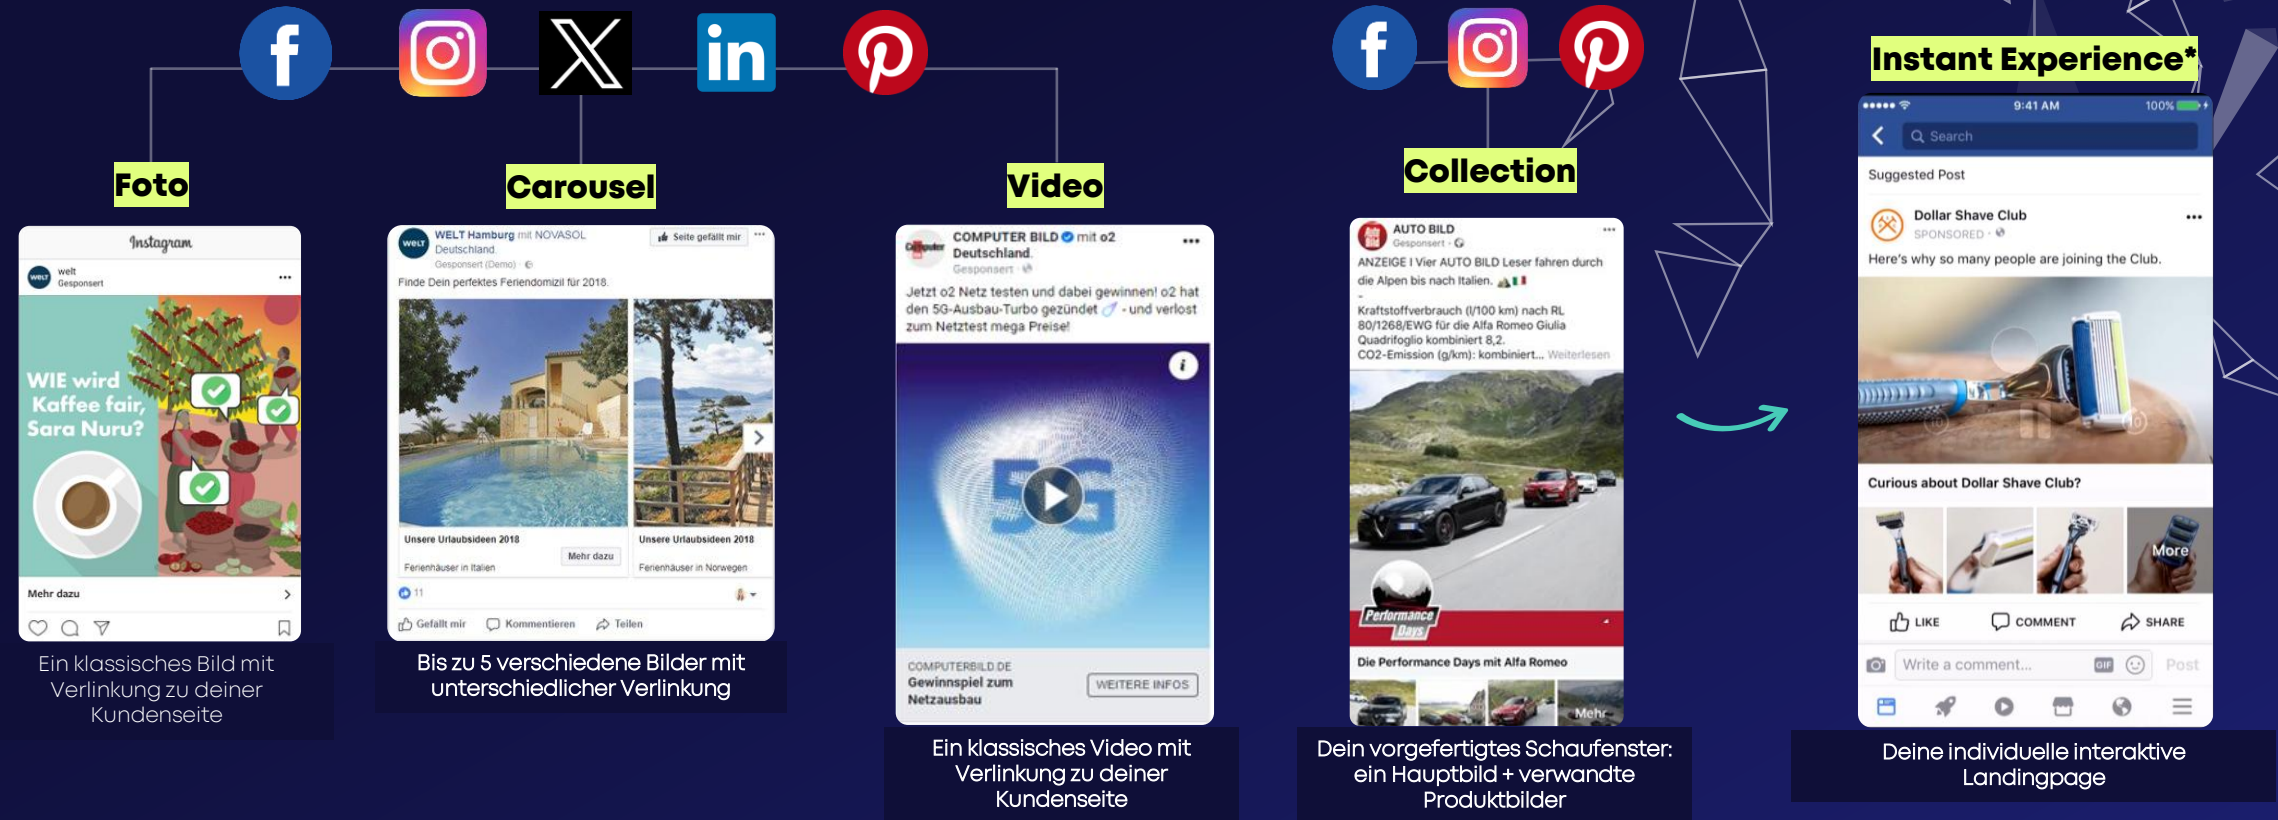 Foto
Instagram
welt
Gesponsert
WIE wird
Kaffee fair,
Sara Nuru?
Mehr dazu
Ein klassisches Bild mit
Verlinkung zu deiner
Kundenseite
Carousel
WELT
WELT Hamburg mit NOVASOL
Deutschland.
Gesponsert (Demo)
Seite gefällt mir
Finde Dein perfektes Feriendomizil für 2018.
Unsere Urlaubsideen 2018
Mehr dazu
Ferienhäuser in Italien
Unsere Urlaubsideen 2018
Ferienhäuser in Norwegen
11
Gefällt mir
Kommentieren
Teilen
Bis zu 5 verschiedene Bilder mit
unterschiedlicher Verlinkung
Video
COMPUTER BILD mit o2
Deutschland.
Gesponsert
Jetzt o2 Netz testen und dabei gewinnen! o2 hat
den 5G-Ausbau-Turbo gezündet - und verlost
zum Netztest mega Preise!
5G
COMPUTERBILD.DE
Gewinnspiel zum
Netzausbau
WEITERE INFOS
Ein klassisches Video mit
Verlinkung zu deiner
Kundenseite
Collection
AUTO BILD
Gesponsert
ANZEIGE I Vier AUTO BILD Leser fahren durch
die Alpen bis nach Italien.
-
Kraftstoffverbrauch (l/100 km) nach RL
80/1268/EWG für die Alfa Romeo Giulia
Quadrifoglio kombiniert 8,2.
CO2-Emission (g/km): kombiniert... Weiterlesen
Performance
Days
Die Performance Days mit Alfa Romeo
Mehr
Dein vorgefertigtes Schaufenster:
ein Hauptbild + verwandte
Produktbilder
Instant Experience*
9:41 AM
100%
Search
Suggested Post
Dollar Shave Club
SPONSORED
Here's why so many people are joining the Club.
10
10
Curious about Dollar Shave Club?
More
LIKE
COMMENT
SHARE
Write a comment...
GIF
Post
Deine individuelle interaktive
Landingpage